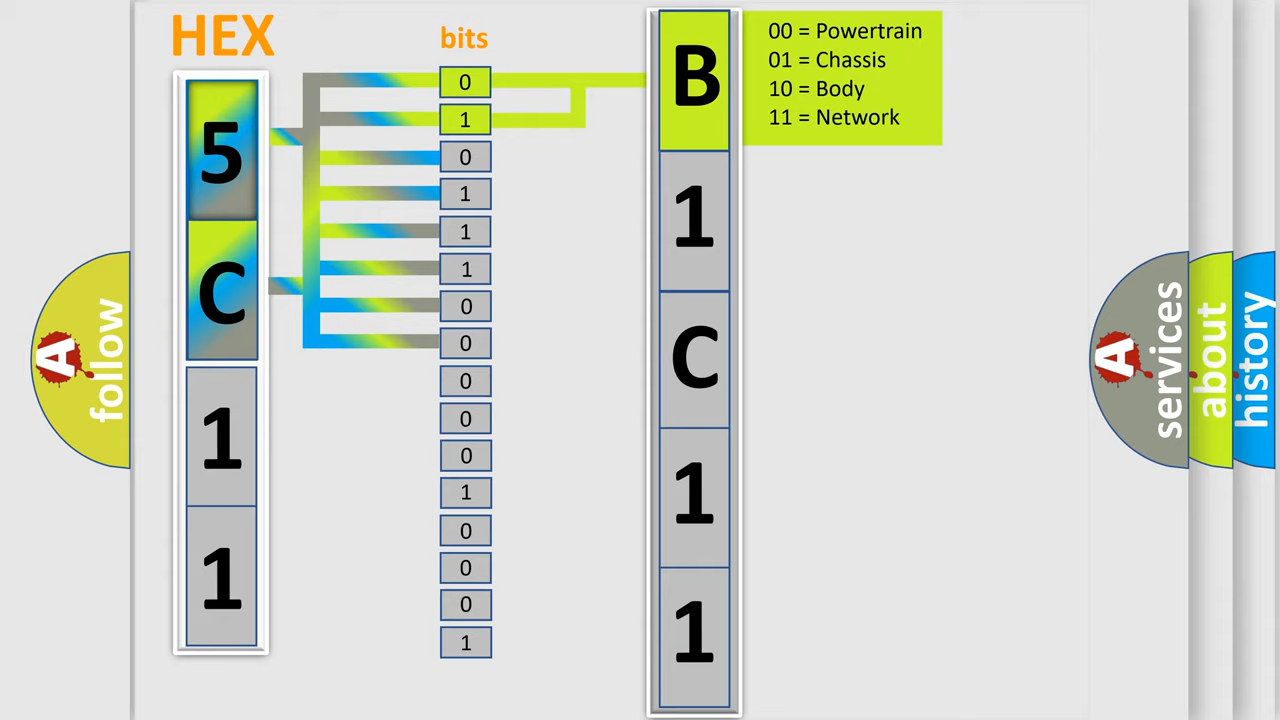 HEX
bits
5
C
1
1
0
1
0
1
1
1
0
0
0
0
0
1
0
0
0
1
B
1
C
1
1
00 = Powertrain
01 = Chassis
10 = Body
11 = Network
A
follow
A
services
about
history